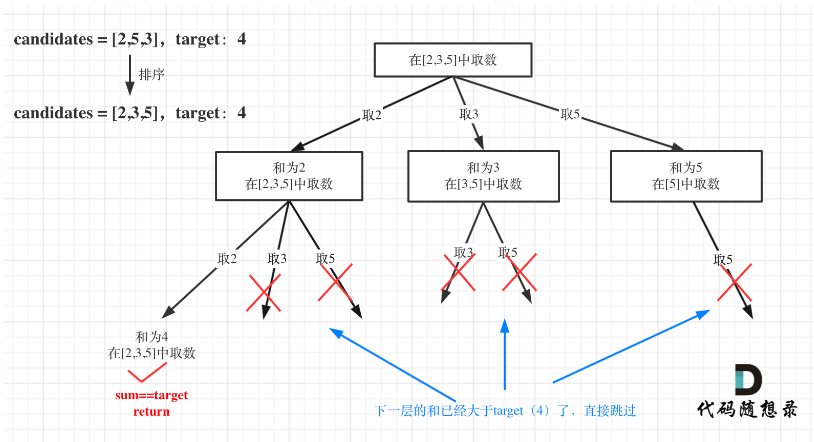 candidates = [2,5,3]，target：4
排序
candidates = [2,3,5]，target：4
在[2,3,5]中取数
取2
取3
取5
和为2
在[2,3,5]中取数
和为3
在[3,5]中取数
和为5
在[5]中取数
取2
取3
取5
取3
取5
取5
和为4
在[2,3,5]中取数
sum==target
return
下一层的和已经大于target（4）了，直接跳过
代码随想录